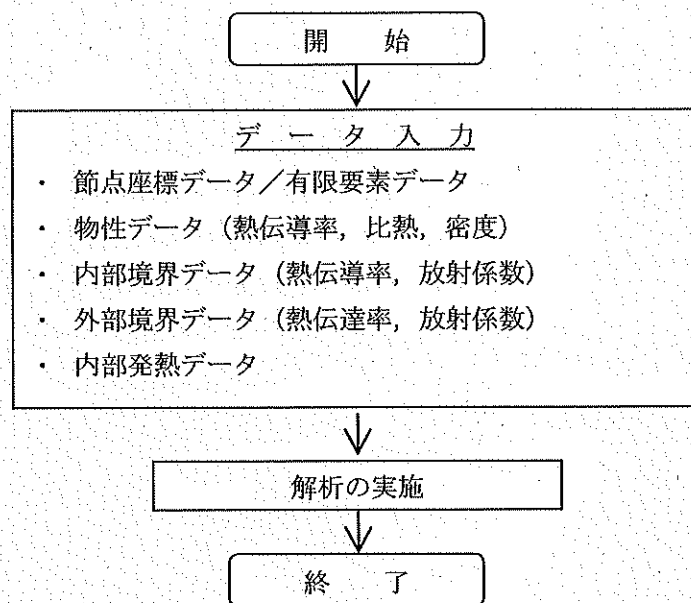 開 始
デ ー タ 入 力
・ 節点座標データ／有限要素データ
・ 物性データ（熱伝導率，比熱，密度）
・ 内部境界データ（熱伝導率，放射係数）
・ 外部境界データ（熱伝達率，放射係数）
・ 内部発熱データ
解析の実施
終 了